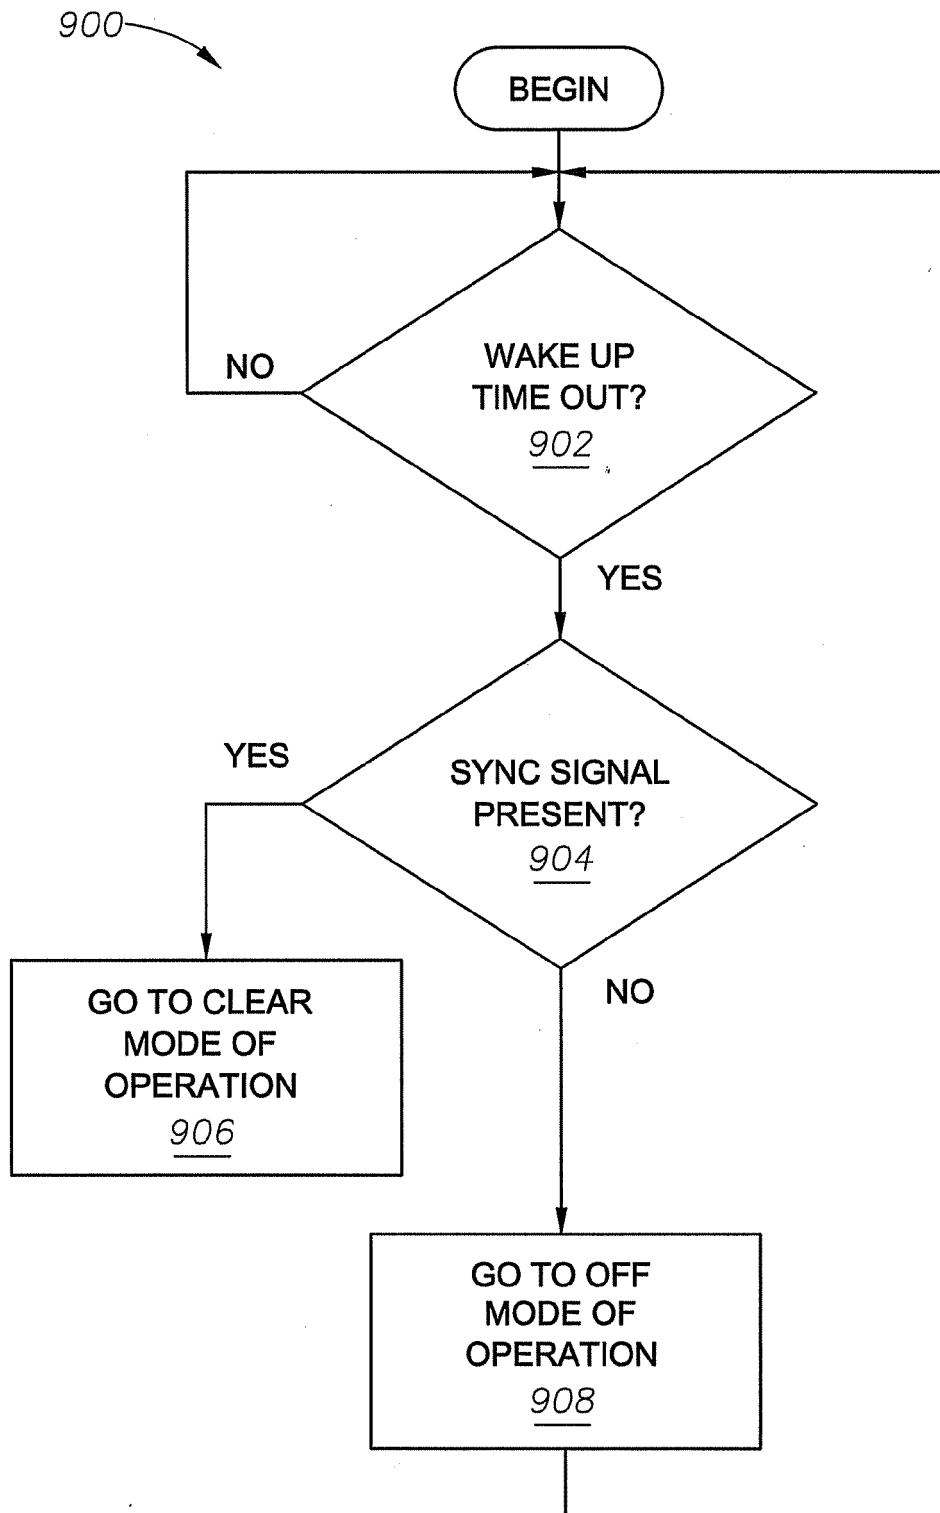 900
BEGIN
WAKE UP
TIME OUT?
902
NO
YES
SYNC SIGNAL
PRESENT?
904
YES
NO
GO TO CLEAR
MODE OF
OPERATION
906
GO TO OFF
MODE OF
OPERATION
908